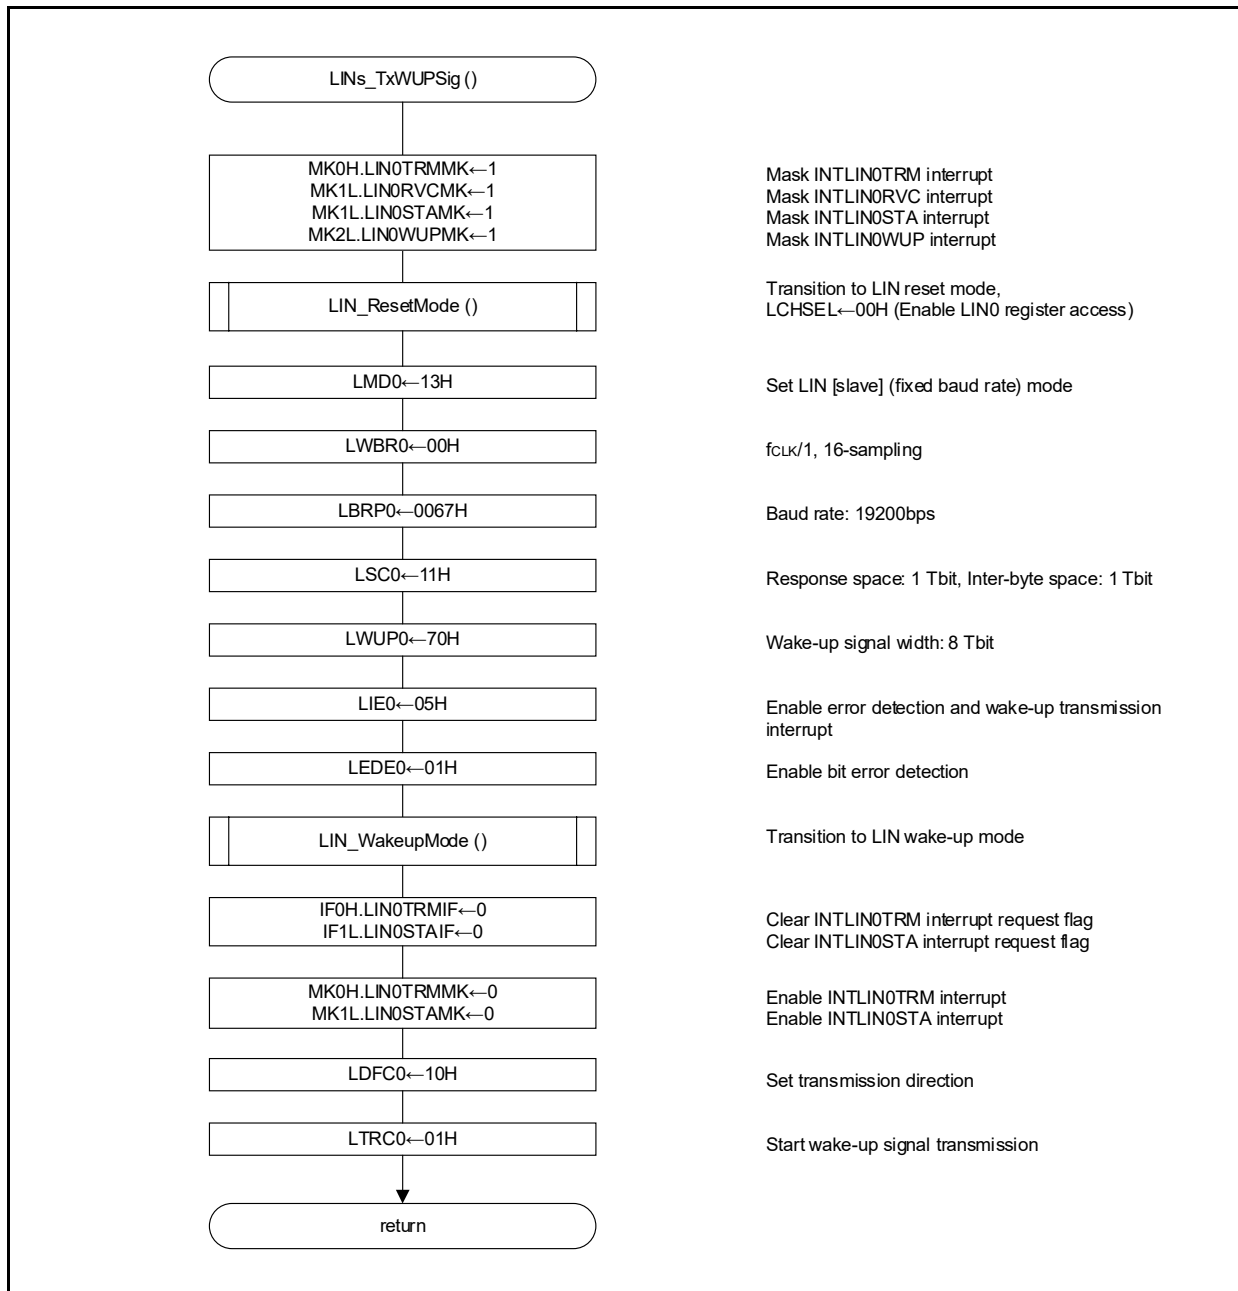 LINs_TxWUPSig ()
MK0H.LIN0TRMMK←1
MK1L.LIN0RVCMK←1
MK1L.LIN0STAMK←1
MK2L.LIN0WUPMK←1
Mask INTLIN0TRM interrupt
Mask INTLIN0RVC interrupt
Mask INTLIN0STA interrupt
Mask INTLIN0WUP interrupt
LIN_ResetMode ()
Transition to LIN reset mode,
LCHSEL←00H (Enable LIN0 register access)
LMD0←13H
Set LIN [slave] (fixed baud rate) mode
LWBR0←00H
fCLK/1, 16-sampling
LBRP0←0067H
Baud rate: 19200bps
LSC0←11H
Response space: 1 Tbit, Inter-byte space: 1 Tbit
LWUP0←70H
Wake-up signal width: 8 Tbit
LIE0←05H
Enable error detection and wake-up transmission
interrupt
LEDE0←01H
Enable bit error detection
LIN_WakeupMode ()
Transition to LIN wake-up mode
IF0H.LIN0TRMIF←0
IF1L.LIN0STAIF←0
Clear INTLIN0TRM interrupt request flag
Clear INTLIN0STA interrupt request flag
MK0H.LIN0TRMMK←0
MK1L.LIN0STAMK←0
Enable INTLIN0TRM interrupt
Enable INTLIN0STA interrupt
LDFC0←10H
Set transmission direction
LTRC0←01H
Start wake-up signal transmission
return